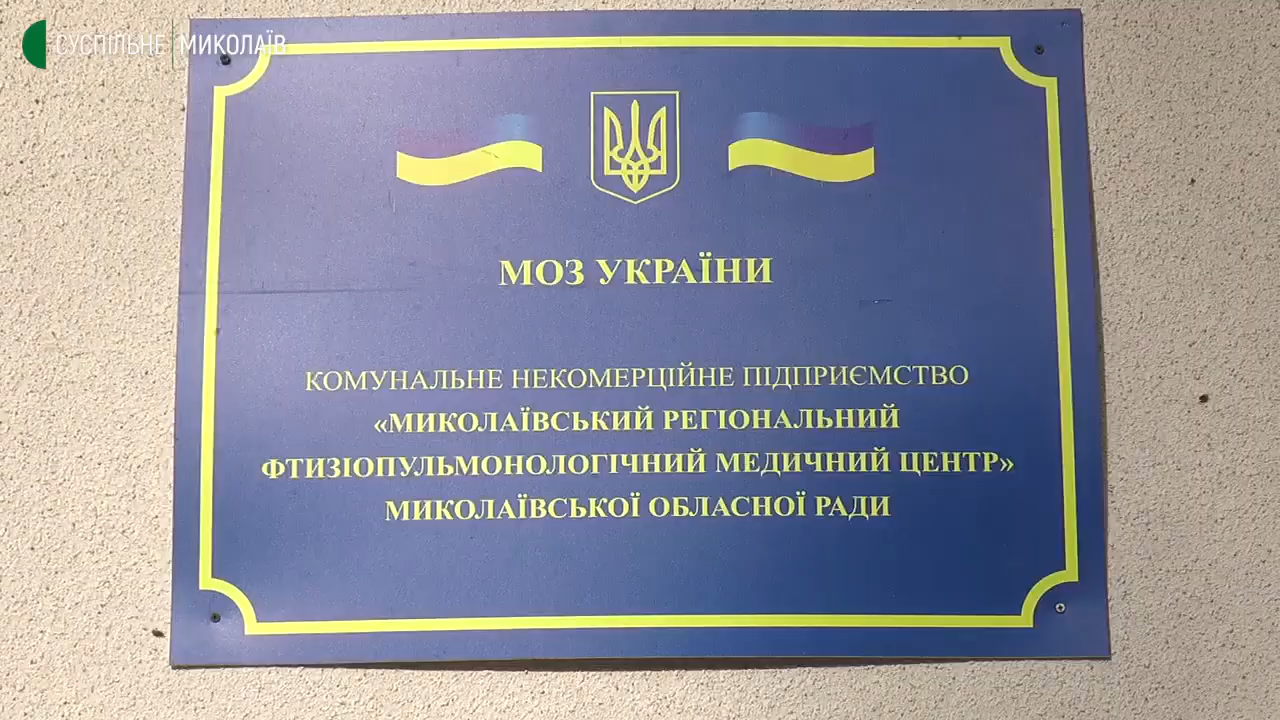 СУСПІЛЬНЕ МИКОЛАЇВ
МОЗ УКРАЇНИ
КОМУНАЛЬНЕ НЕКОМЕРЦІЙНЕ ПІДПРИЄМСТВО
«МИКОЛАЇВСЬКИЙ РЕГІОНАЛЬНИЙ
ФТИЗІОПУЛЬМОНОЛОГІЧНИЙ МЕДИЧНИЙ ЦЕНТР»
МИКОЛАЇВСЬКОЇ ОБЛАСНОЇ РАДИ